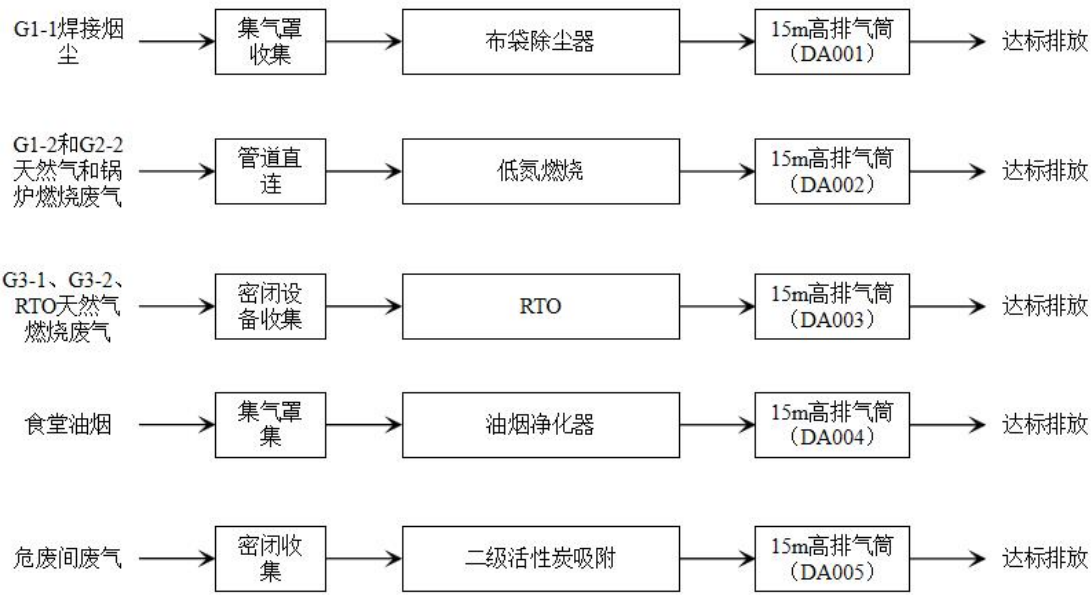 G1-1焊接烟
尘
集气罩
收集
布袋除尘器
15m高排气筒
（DA001）
达标排放
G1-2和G2-2
天然气和锅
炉燃烧废气
管道直
连
低氮燃烧
15m高排气筒
（DA002）
达标排放
G3-1、G3-2、
RTO天然气
燃烧废气
密闭设
备收集
RTO
15m高排气筒
（DA003）
达标排放
食堂油烟
集气罩
集
油烟净化器
15m高排气筒
（DA004）
达标排放
危废间废气
密闭收
集
二级活性炭吸附
15m高排气筒
（DA005）
达标排放